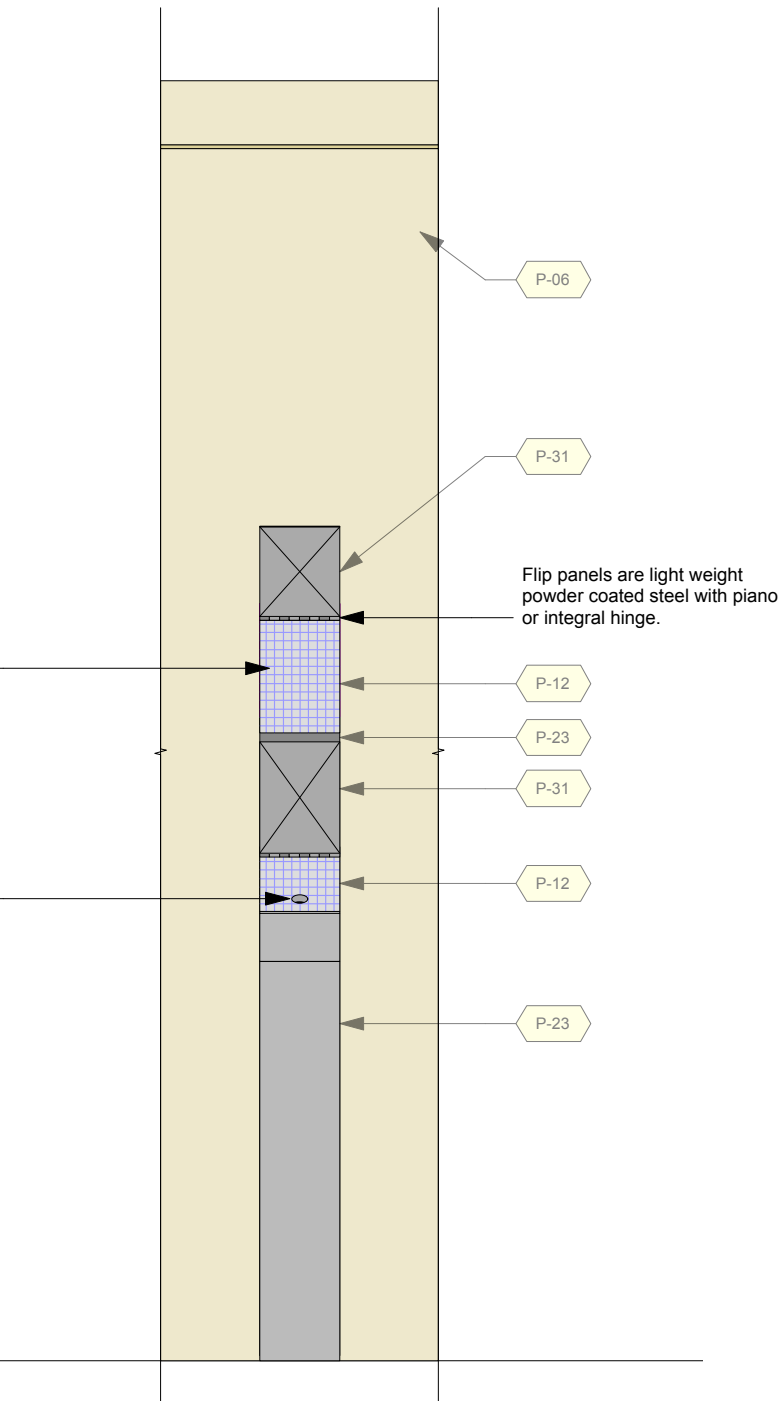 P-06
P-31
Flip panels are light weight
powder coated steel with piano
or integral hinge.
P-12
P-23
P-31
P-12
P-23